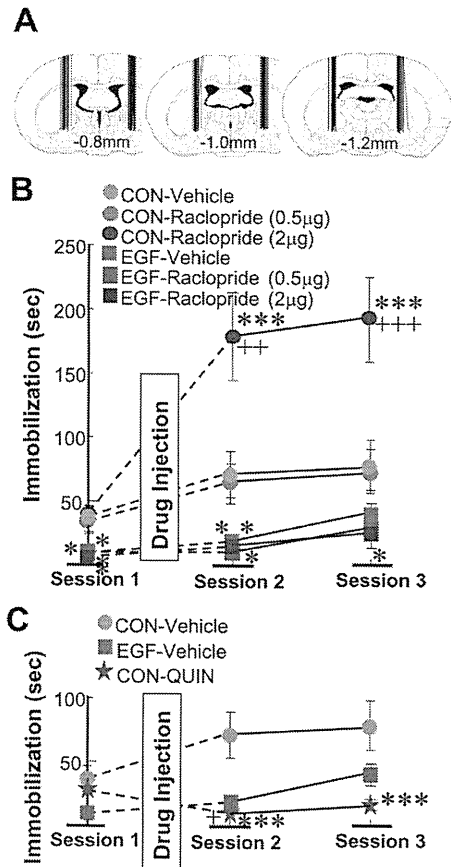 A
-0.8mm
-1.0mm
-1.2mm
B
CON-Vehicle
CON-Raclopride (0.5µg)
CON-Raclopride (2µg)
EGF-Vehicle
EGF-Raclopride (0.5µg)
EGF-Raclopride (2µg)
Immobilization (sec)
250
200
150
100
50
Drug Injection
***
++
***
+++
*
*
*
* *
*
*
Session 1
Session 2
Session 3
C
CON-Vehicle
EGF-Vehicle
CON-QUIN
Immobilization (sec)
100
50
Drug Injection
+
***
***
Session 1
Session 2
Session 3